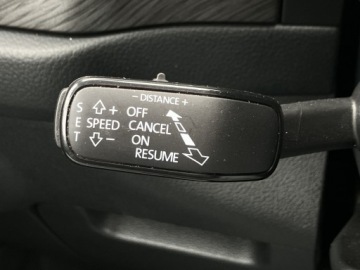 - DISTANCE +
S ⇧ + OFF
E SPEED CANCEL
T ⇩ - ON
RESUME